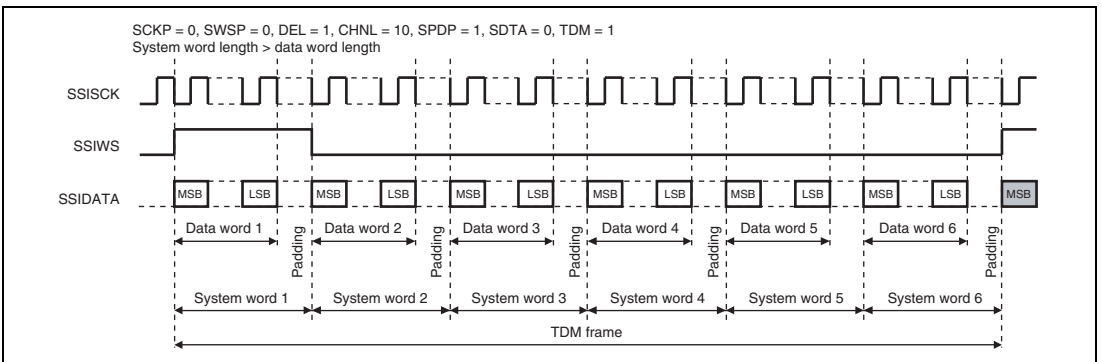 SCKP = 0, SWSP = 0, DEL = 1, CHNL = 10, SPDP = 1, SDTA = 0, TDM = 1
System word length > data word length
SSISCK
SSIWS
SSIDATA
MSB LSB MSB LSB MSB LSB MSB LSB MSB LSB MSB LSB MSB
Data word 1 Padding Data word 2 Padding Data word 3 Padding Data word 4 Padding Data word 5 Data word 6 Padding
System word 1 System word 2 System word 3 System word 4 System word 5 System word 6
TDM frame